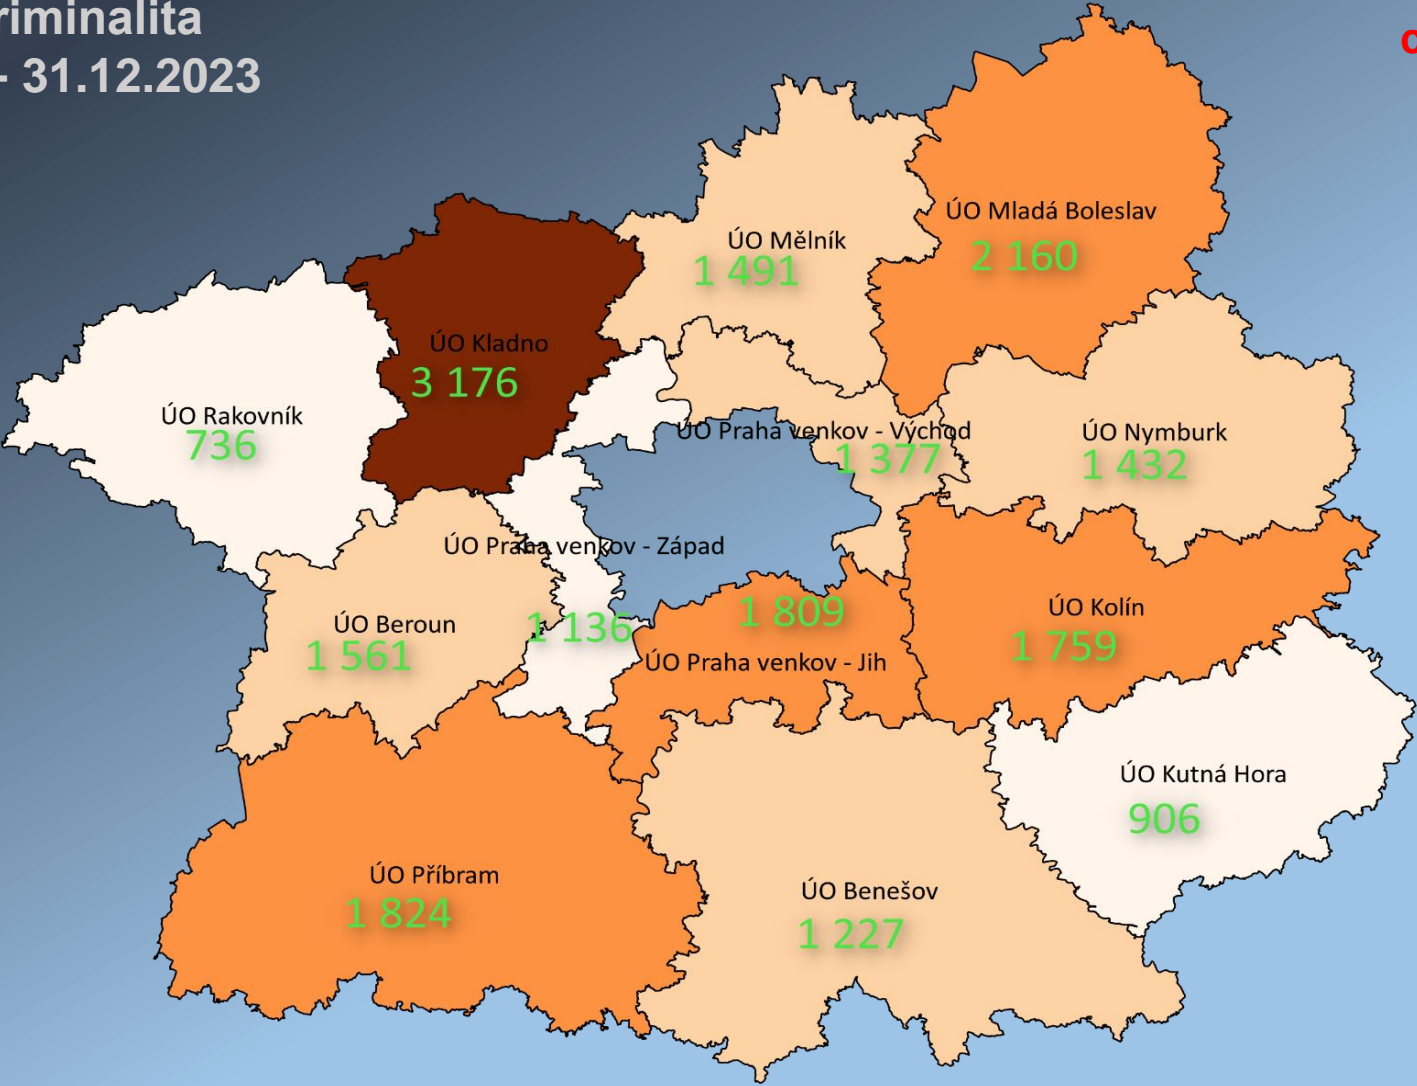 riminalita
- 31.12.2023
ÚO Mladá Boleslav
2 160
ÚO Mělník
1 491
ÚO Kladno
3 176
ÚO Rakovník
736
ÚO Praha venkov - Východ
1 377
ÚO Nymburk
1 432
ÚO Praha venkov - Západ
1 136
ÚO Beroun
1 561
1 809
ÚO Praha venkov - Jih
ÚO Kolín
1 759
ÚO Kutná Hora
906
ÚO Příbram
1 824
ÚO Benešov
1 227